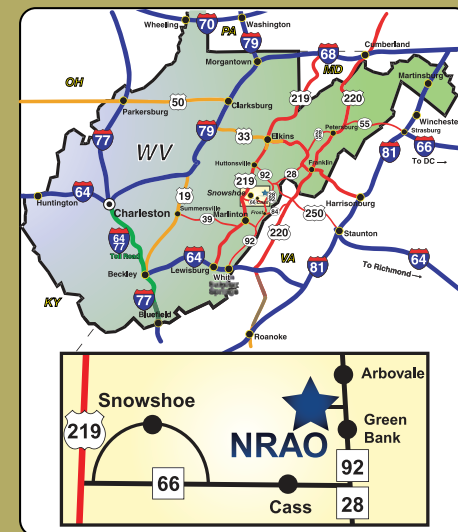 Wheeling
70
PA
Washington
79
Morgantown
68
MD
Cumberland
OH
Parkersburg
50
Clarksburg
219
220
Martinsburg
77
79
33
Elkins
Petersburg
55
Winchester
Strasburg
66
To DC
81
WV
Huttonsville
92
28
Franklin
Huntington
64
Charleston
19
Summersville
39
Snowshoe
219
Marlinton
84
250
Harrisonburg
Staunton
64
77
Toll Road
92
220
VA
81
64
To Richmond
Beckley
64
Lewisburg
White
KY
77
Bluefield
Roanoke
Arbovale
Snowshoe
219
NRAO
Green
Bank
66
92
Cass
28